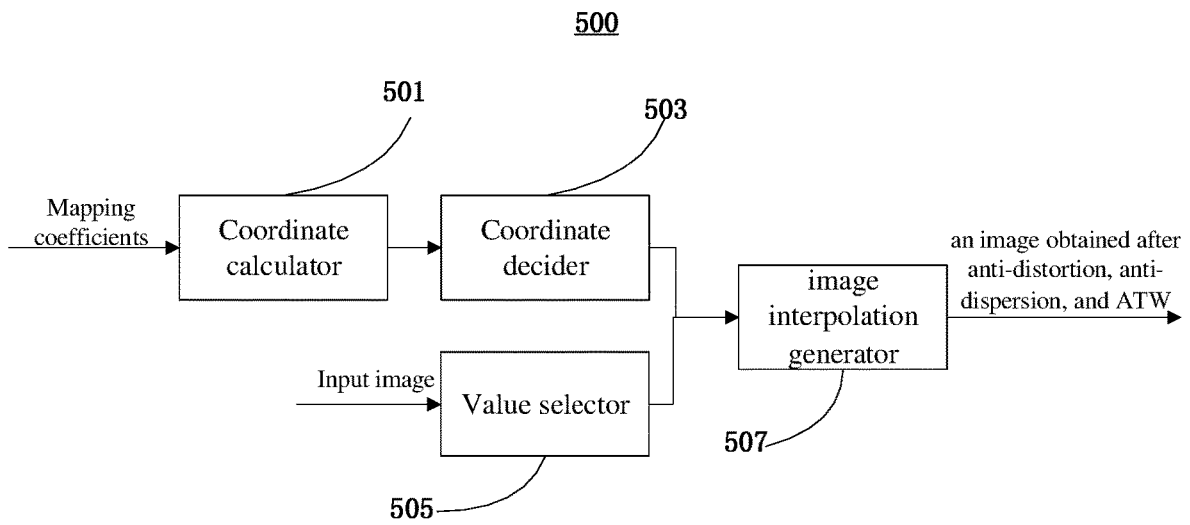 500
501
503
Mapping
coefficients
Coordinate
calculator
Coordinate
decider
an image obtained after
anti-distortion, anti-
dispersion, and ATW
image
interpolation
generator
Input image
Value selector
507
505